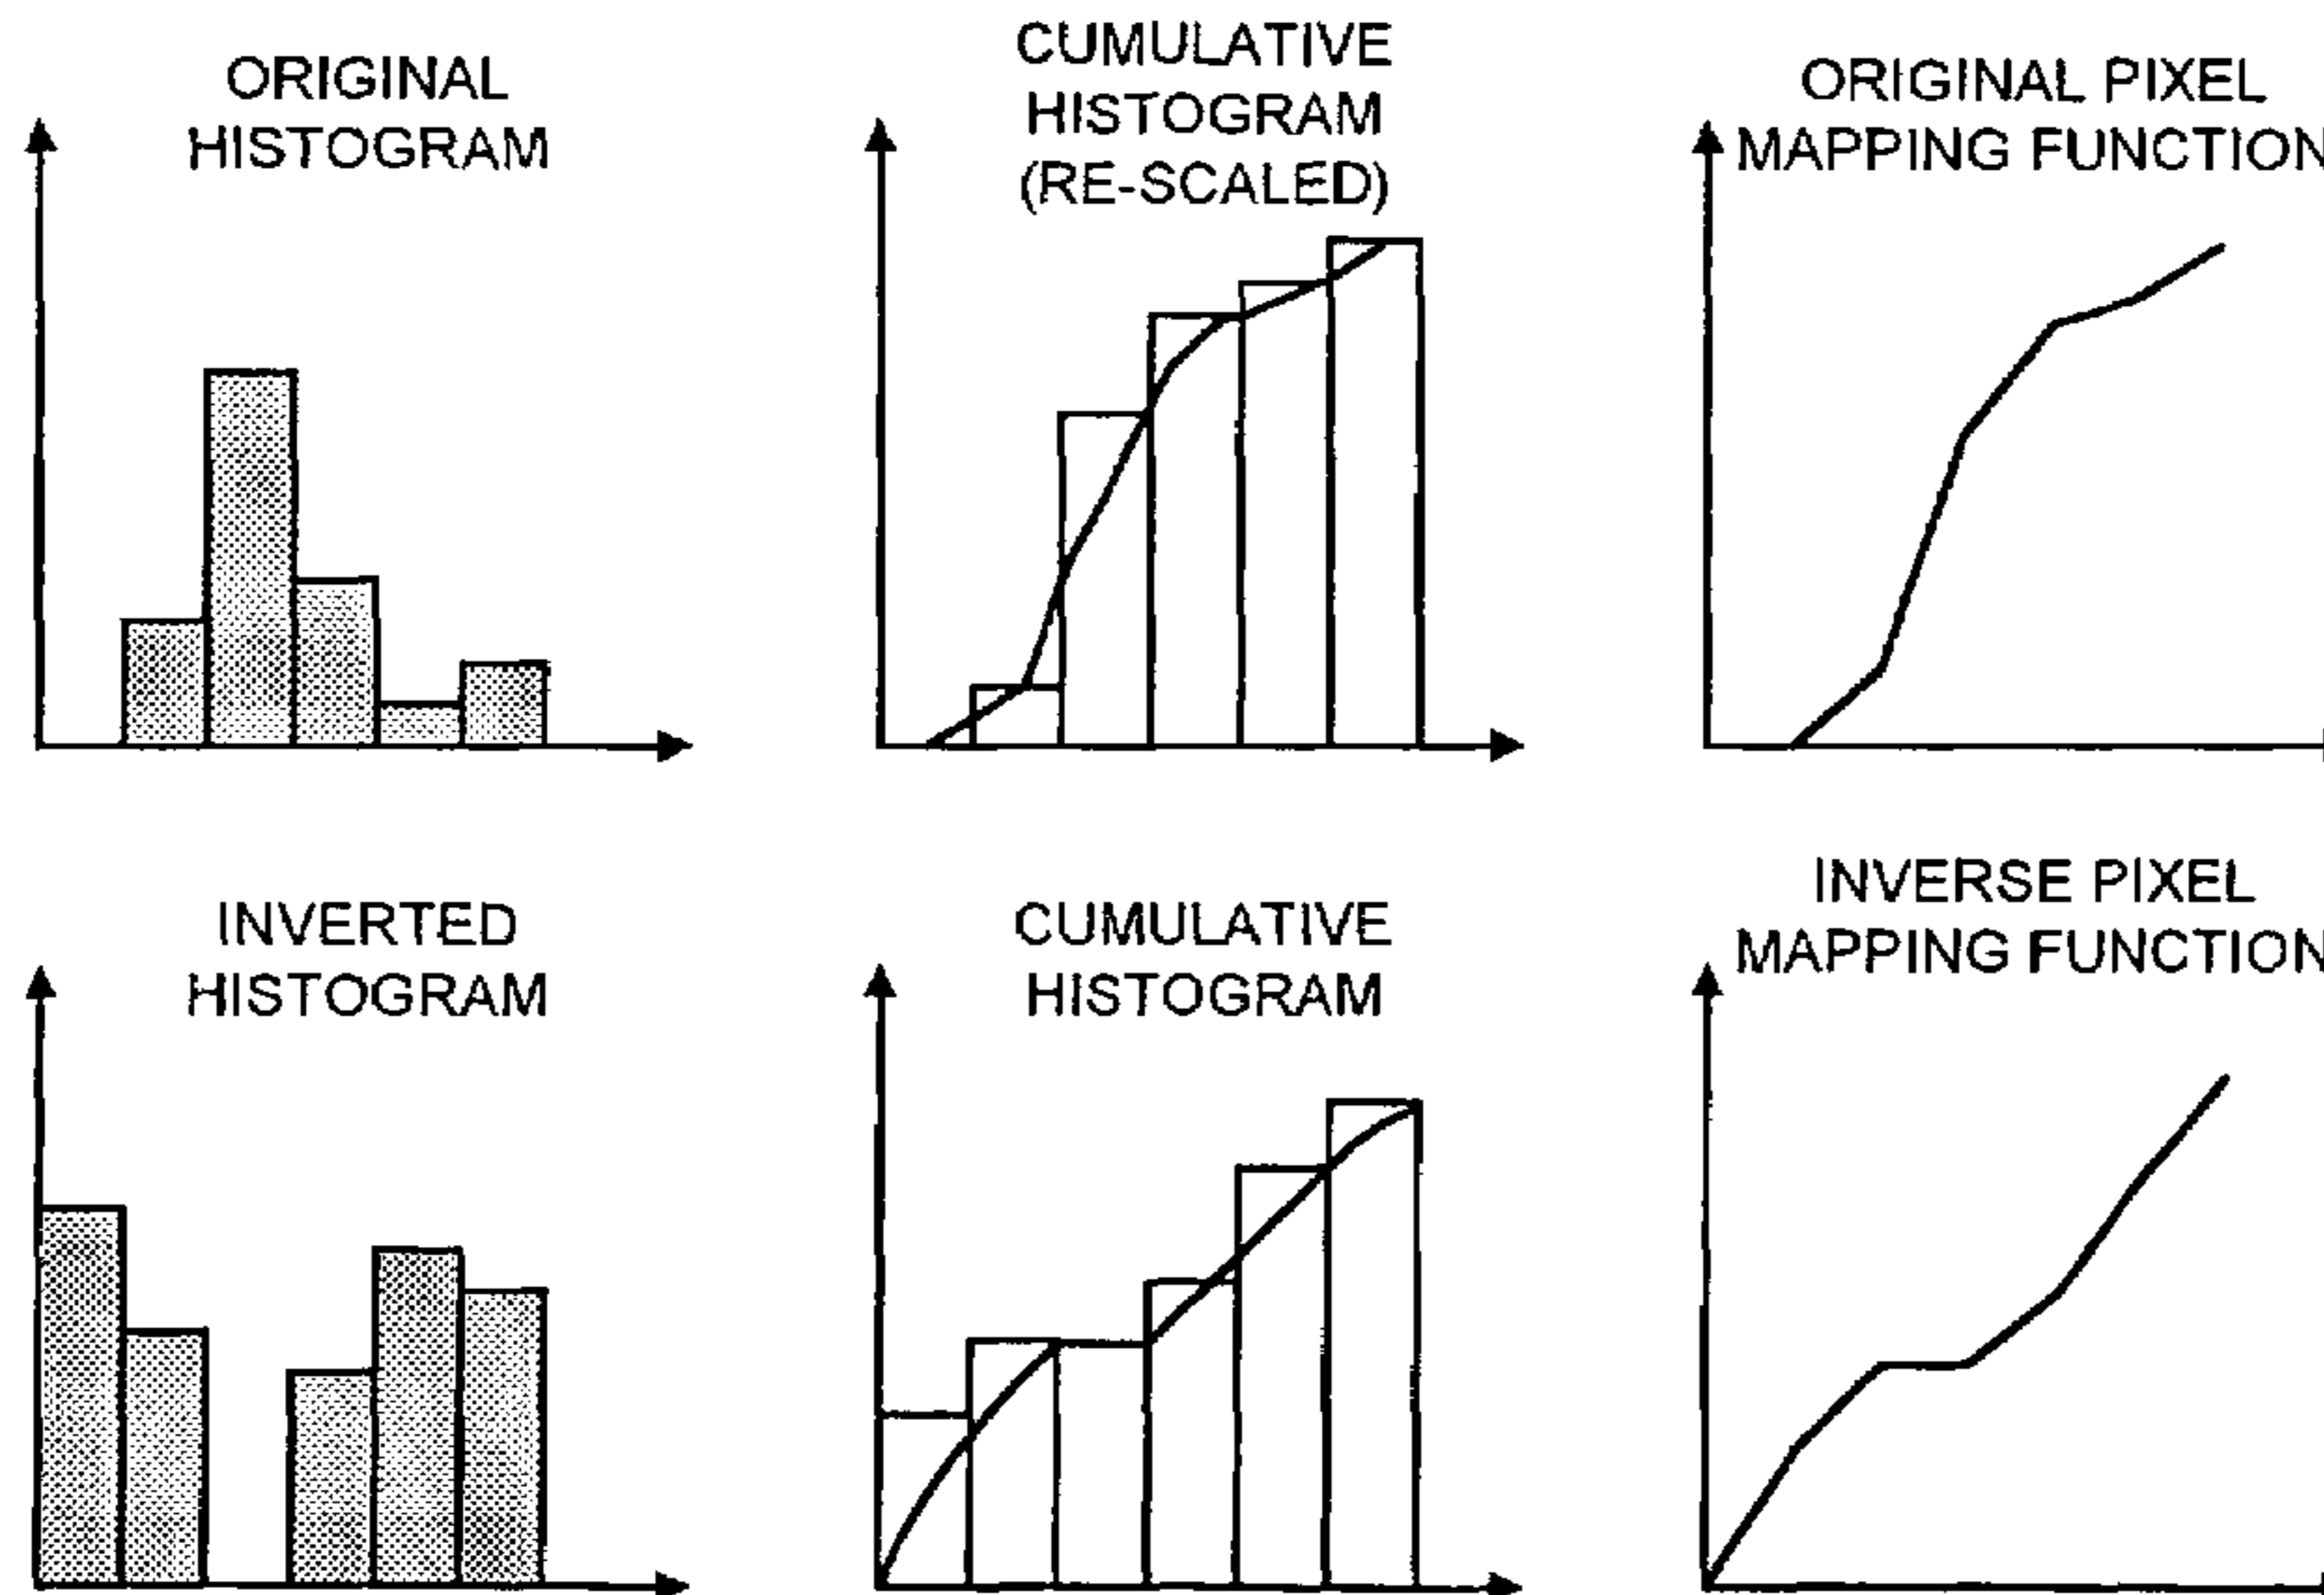 ORIGINAL
HISTOGRAM
CUMULATIVE
HISTOGRAM
(RE-SCALED)
ORIGINAL PIXEL
MAPPING FUNCTION
INVERTED
HISTOGRAM
CUMULATIVE
HISTOGRAM
INVERSE PIXEL
MAPPING FUNCTION